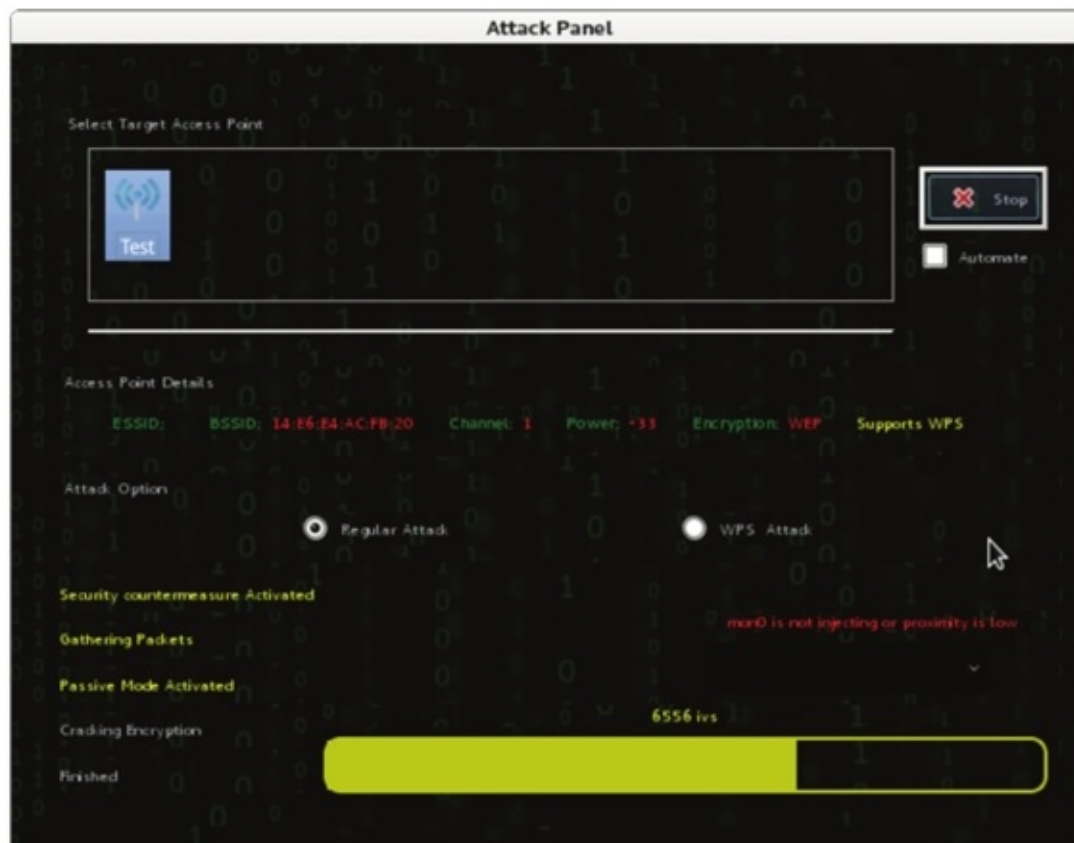 Attack Panel
Select Target Access Point
Test
Stop
Automate
Access Point Details
ESSID: BSSID: 14:E6:E4:AC:FB:20 Channel: 1 Power: -33 Encryption: WEP Supports WPS
Attack Option
Regular Attack WPS Attack
Security countermeasure Activated
mon0 is not injecting or proximity is low
Gathering Packets
Passive Mode Activated
6556 ivs
Cracking Encryption
Finished